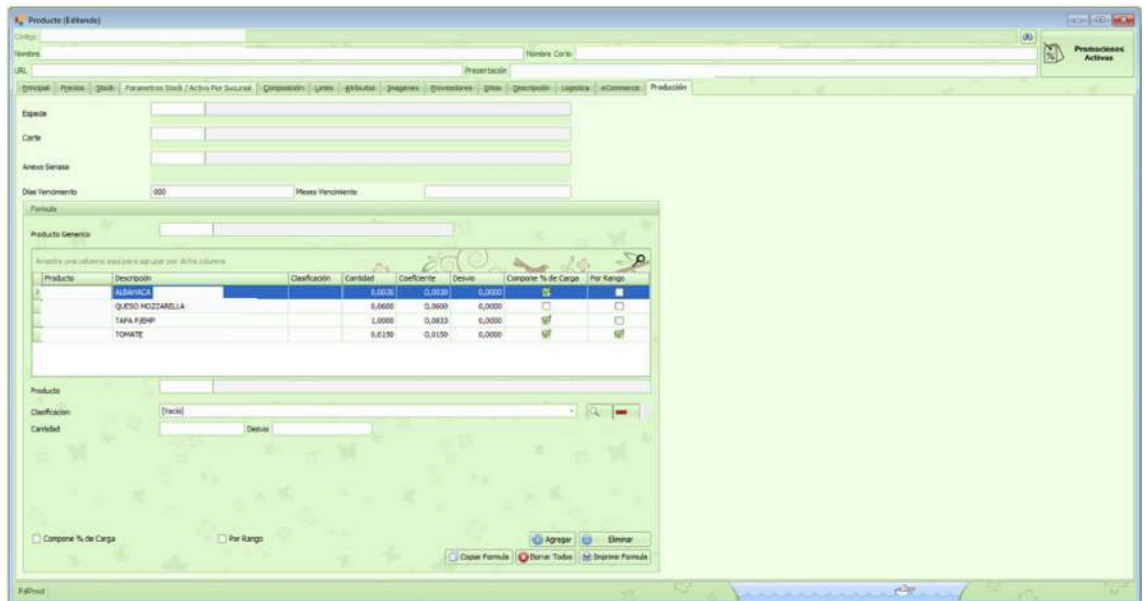 Producto (Editando)
Código
Nombre Nombre Corto
URL Presentación
Promociones Activas
Principal Precios Stock Parametros Stock / Activo Por Sucursal Composición Lotes Atributos Imagenes Proveedores Sitios Descripción Logistica eCommerce Producción
Especie
Corte
Anexo Senasa
Días Vencimiento 000 Meses Vencimiento
Formula
Producto Generico
Arrastre una columna aquí para agrupar por dicha columna
Producto Descripción Clasificación Cantidad Coeficiente Desvio Compone % de Carga Por Rango
ALBAHACA 0,0030 0,0030 0,0000
QUESO MOZZARELLA 0,0600 0,0600 0,0000
TAPA P/EMP 1,0000 0,0833 0,0000
TOMATE 0,0150 0,0150 0,0000
Producto
Clasificacion [Vacío]
Cantidad Desvio
Compone % de Carga Por Rango Agregar Eliminar
Copiar Formula Borrar Todos Imprimir Formula
PdProd